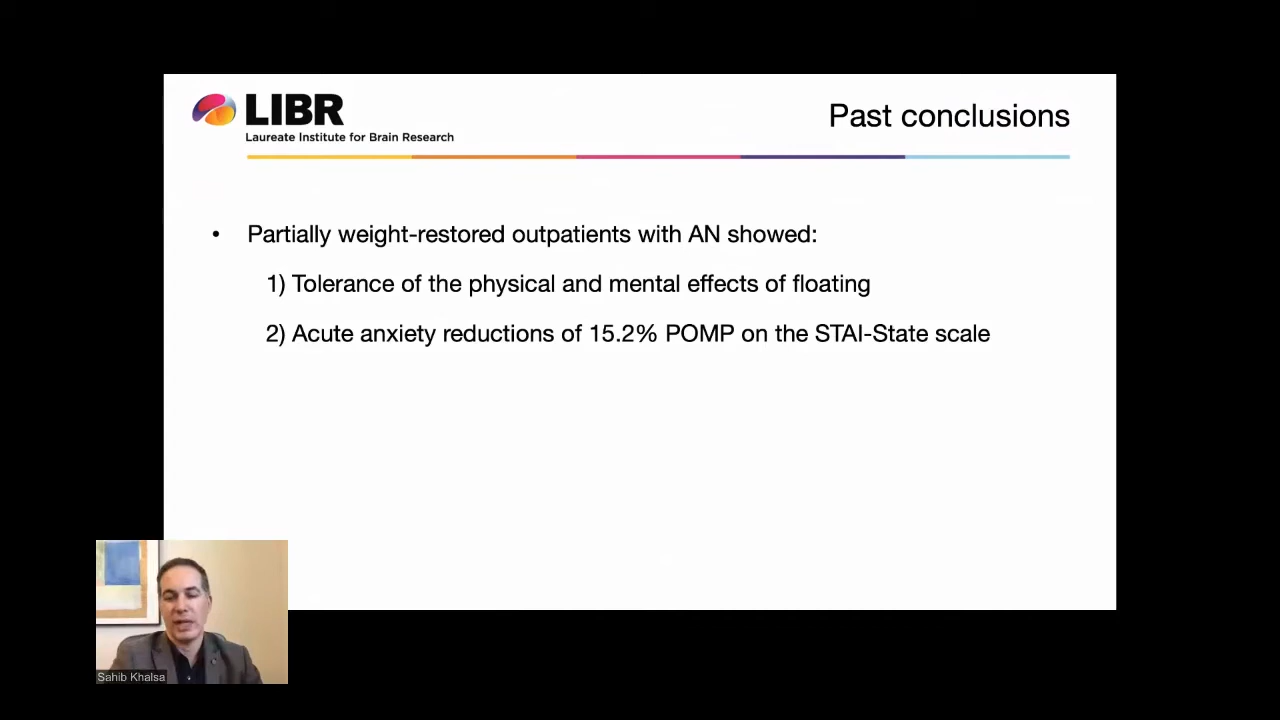 LIBR
Laureate Institute for Brain Research
Past conclusions
• Partially weight-restored outpatients with AN showed:
1) Tolerance of the physical and mental effects of floating
2) Acute anxiety reductions of 15.2% POMP on the STAI-State scale
Sahib Khalsa